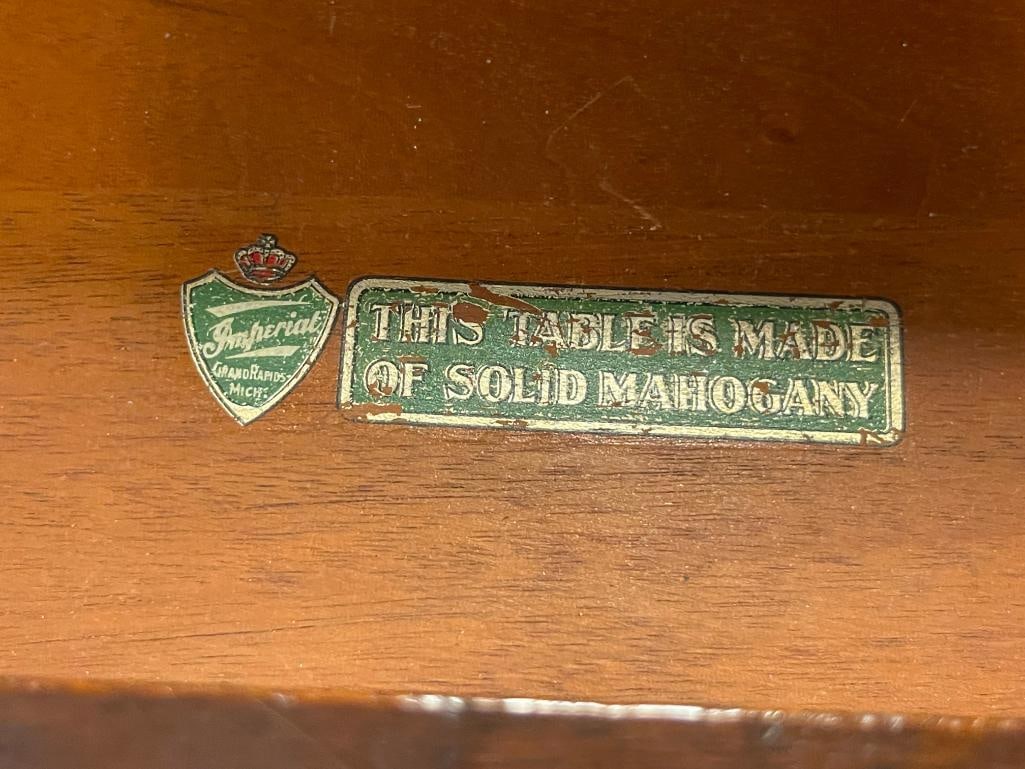 Imperial
GRAND RAPIDS-
MICH.
THIS TABLE IS MADE
OF SOLID MAHOGANY